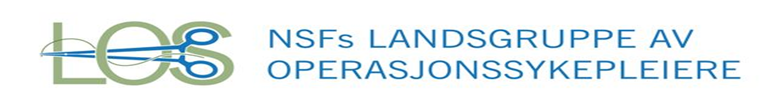 LOS
NSFs LANDSGRUPPE AV
OPERASJONSSYKEPLEIERE